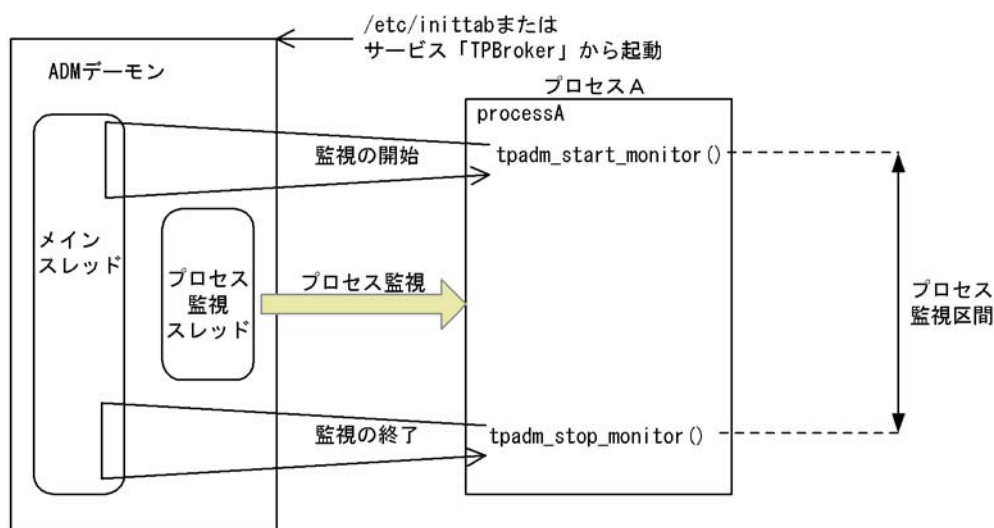 /etc/inittabまたは
サービス「TPBroker」から起動
ADMデーモン
プロセスA
processA
監視の開始
tpadm_start_monitor()
メイン
スレッド
プロセス
監視
スレッド
プロセス監視
プロセス
監視区間
監視の終了
tpadm_stop_monitor()